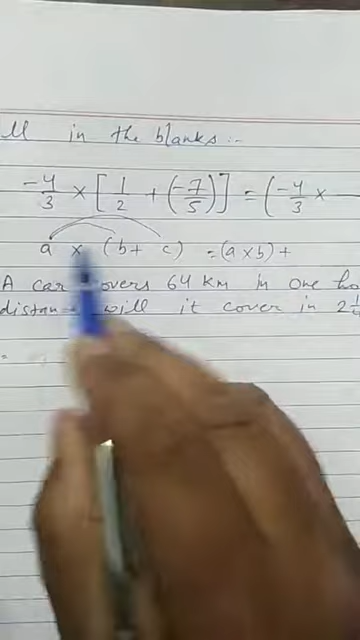 in the blanks :-
-4/3 × [ 1/2 + (-7/5) ] = ( -4/3 ×
a × (b + c) = (a × b) +
A car covers 64 km in one
will it cover in 2